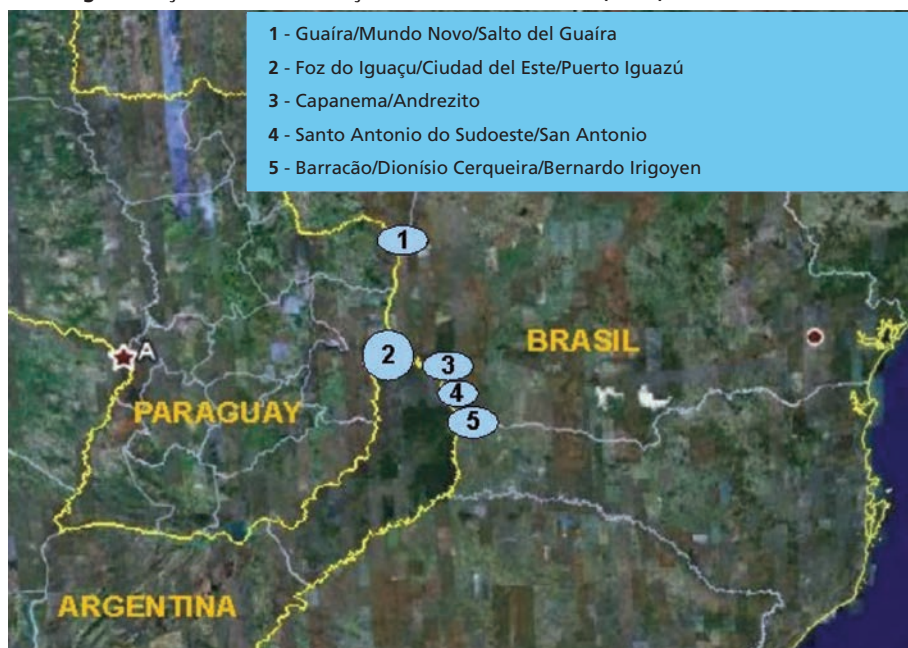 1 - Guaíra/Mundo Novo/Salto del Guaíra
2 - Foz do Iguaçu/Ciudad del Este/Puerto Iguazú
3 - Capanema/Andrezito
4 - Santo Antonio do Sudoeste/San Antonio
5 - Barracão/Dionísio Cerqueira/Bernardo Irigoyen
1
BRASIL
2
3
A
4
PARAGUAY
5
ARGENTINA